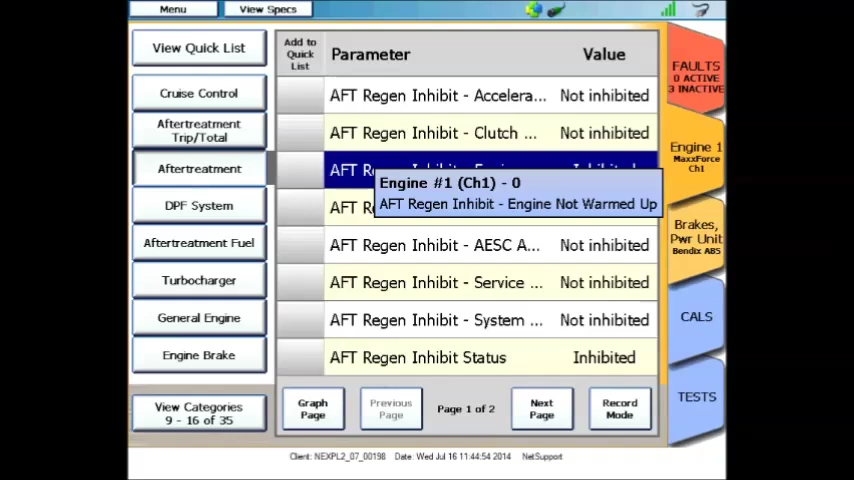 Menu
View Specs
View Quick List
Cruise Control
Aftertreatment
Trip/Total
Aftertreatment
DPF System
Aftertreatment Fuel
Turbocharger
General Engine
Engine Brake
View Categories
9 - 16 of 35
Add to
Quick
List
Parameter
Value
AFT Regen Inhibit - Accelera... Not inhibited
AFT Regen Inhibit - Clutch ... Not inhibited
AFT
Engine #1 (Ch1) - 0
AFT Regen Inhibit - Engine Not Warmed Up
AFT
AFT Regen Inhibit - AESC A... Not inhibited
AFT Regen Inhibit - Service ... Not inhibited
AFT Regen Inhibit - System ... Not inhibited
AFT Regen Inhibit Status Inhibited
Graph
Page
Previous
Page
Page 1 of 2
Next
Page
Record
Mode
FAULTS
0 ACTIVE
3 INACTIVE
Engine 1
MaxxForce
Ch1
Brakes,
Pwr Unit
Bendix ABS
CALS
TESTS
Client: NEXPL2_07_00198 Date: Wed Jul 16 11:44:54 2014 NetSupport